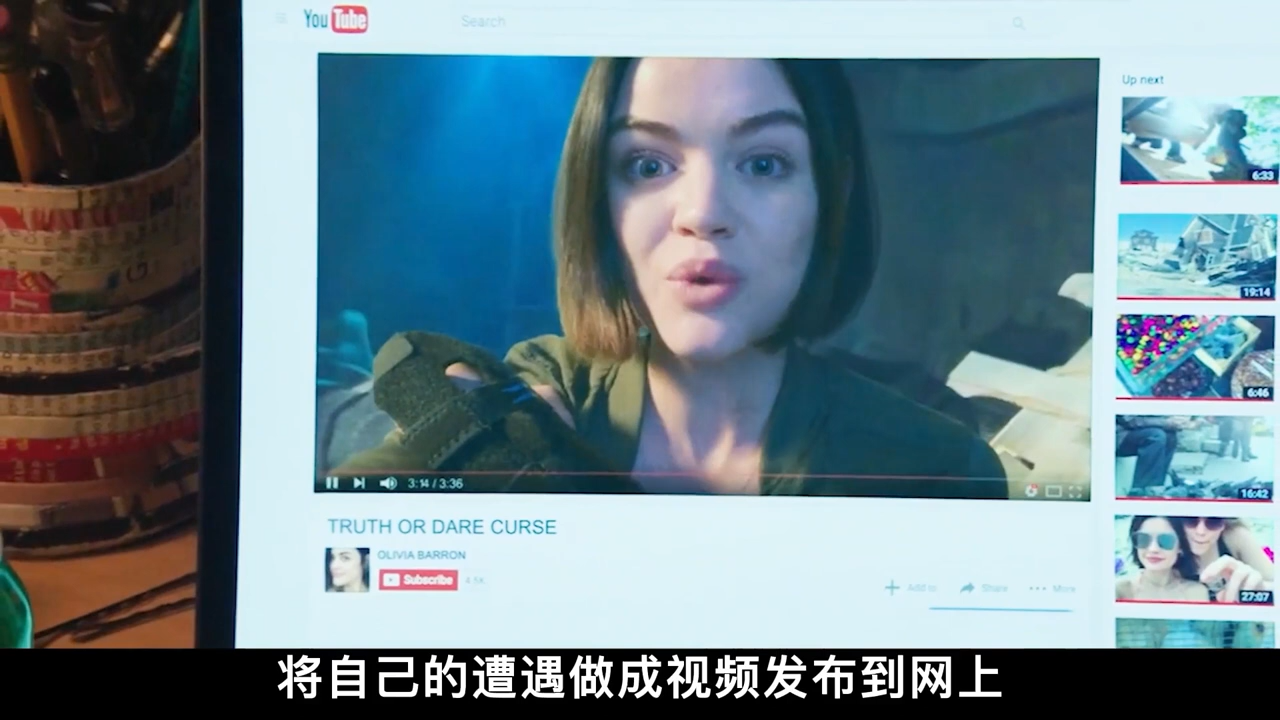 YouTube
Search
Up next
6:33
19:14
6:46
16:42
27:07
3:14 / 3:36
TRUTH OR DARE CURSE
OLIVIA BARRON
Subscribe 4.5K
Add to Share More
将自己的遭遇做成视频发布到网上